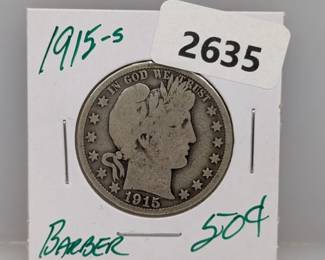 1915-S
2635
IN GOD WE TRUST
1915
BARBER
50¢